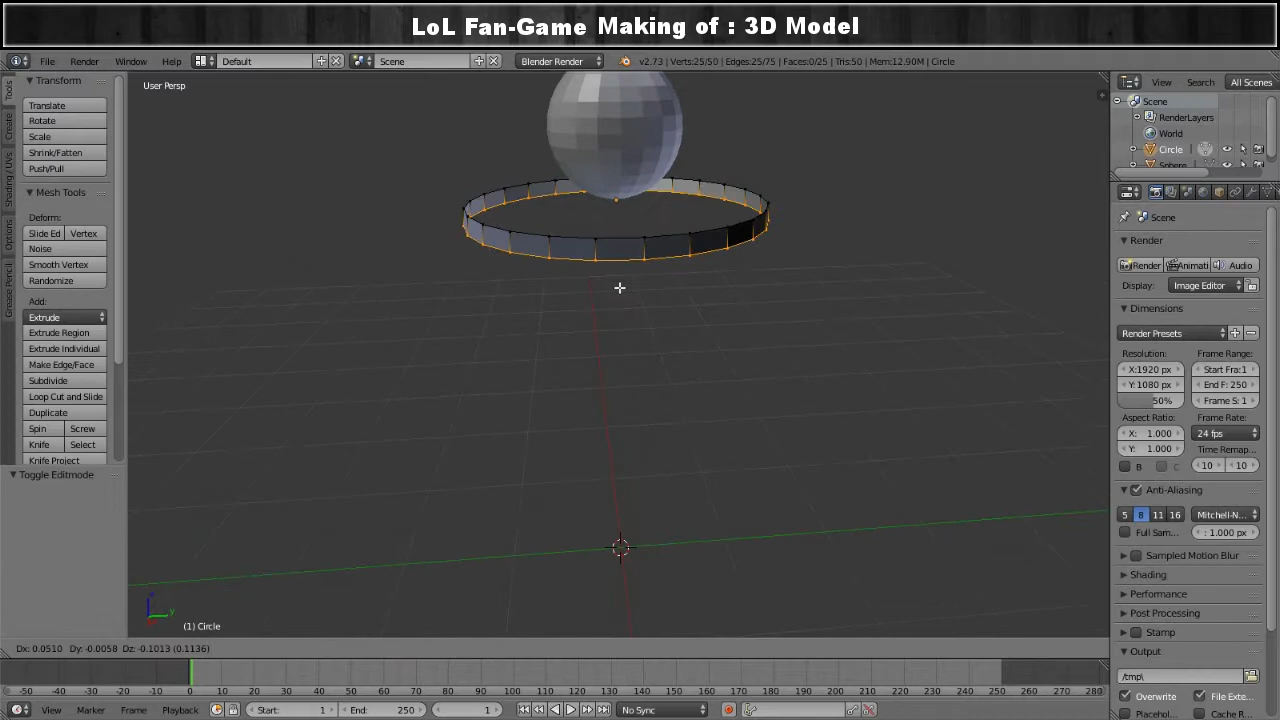 LoL Fan-Game Making of : 3D Model
File
Render
Window
Help
Default
Scene
Blender Render
v2.73 | Verts:25/50 | Edges:25/75 | Faces:0/25 | Tris:50 | Mem:12.90M | Circle
Tools
Create
Shading / UVs
Options
Grease Pencil
Transform
Translate
Rotate
Scale
Shrink/Fatten
Push/Pull
Mesh Tools
Deform:
Slide Ed
Vertex
Noise
Smooth Vertex
Randomize
Add:
Extrude
Extrude Region
Extrude Individual
Make Edge/Face
Subdivide
Loop Cut and Slide
Duplicate
Spin
Screw
Knife
Select
Knife Project
Toggle Editmode
User Persp
(1) Circle
Dx: 0.0510 Dy: -0.0058 Dz: -0.1013 (0.1136)
View
Search
All Scenes
Scene
RenderLayers
World
Circle
Sphere
Scene
Render
Render
Animati
Audio
Display:
Image Editor
Dimensions
Render Presets
Resolution:
Frame Range:
X:1920 px
Start Fra:1
Y:1080 px
End F: 250
50%
Frame S: 1
Aspect Ratio:
Frame Rate:
X: 1.000
24 fps
Y: 1.000
Time Remap...
B
C
10
10
Anti-Aliasing
5
8
11
16
Mitchell-N...
Full Sam...
: 1.000 px
Sampled Motion Blur
Shading
Performance
Post Processing
Stamp
Output
/tmp\
Overwrite
File Exte...
Placehol..
Cache R...
-50 -40 -30 -20 -10 0 10 20 30 40 50 60 70 80 90 100 110 120 130 140 150 160 170 180 190 200 210 220 230 240 250 260 270 280
View
Marker
Frame
Playback
Start: 1
End: 250
1
No Sync